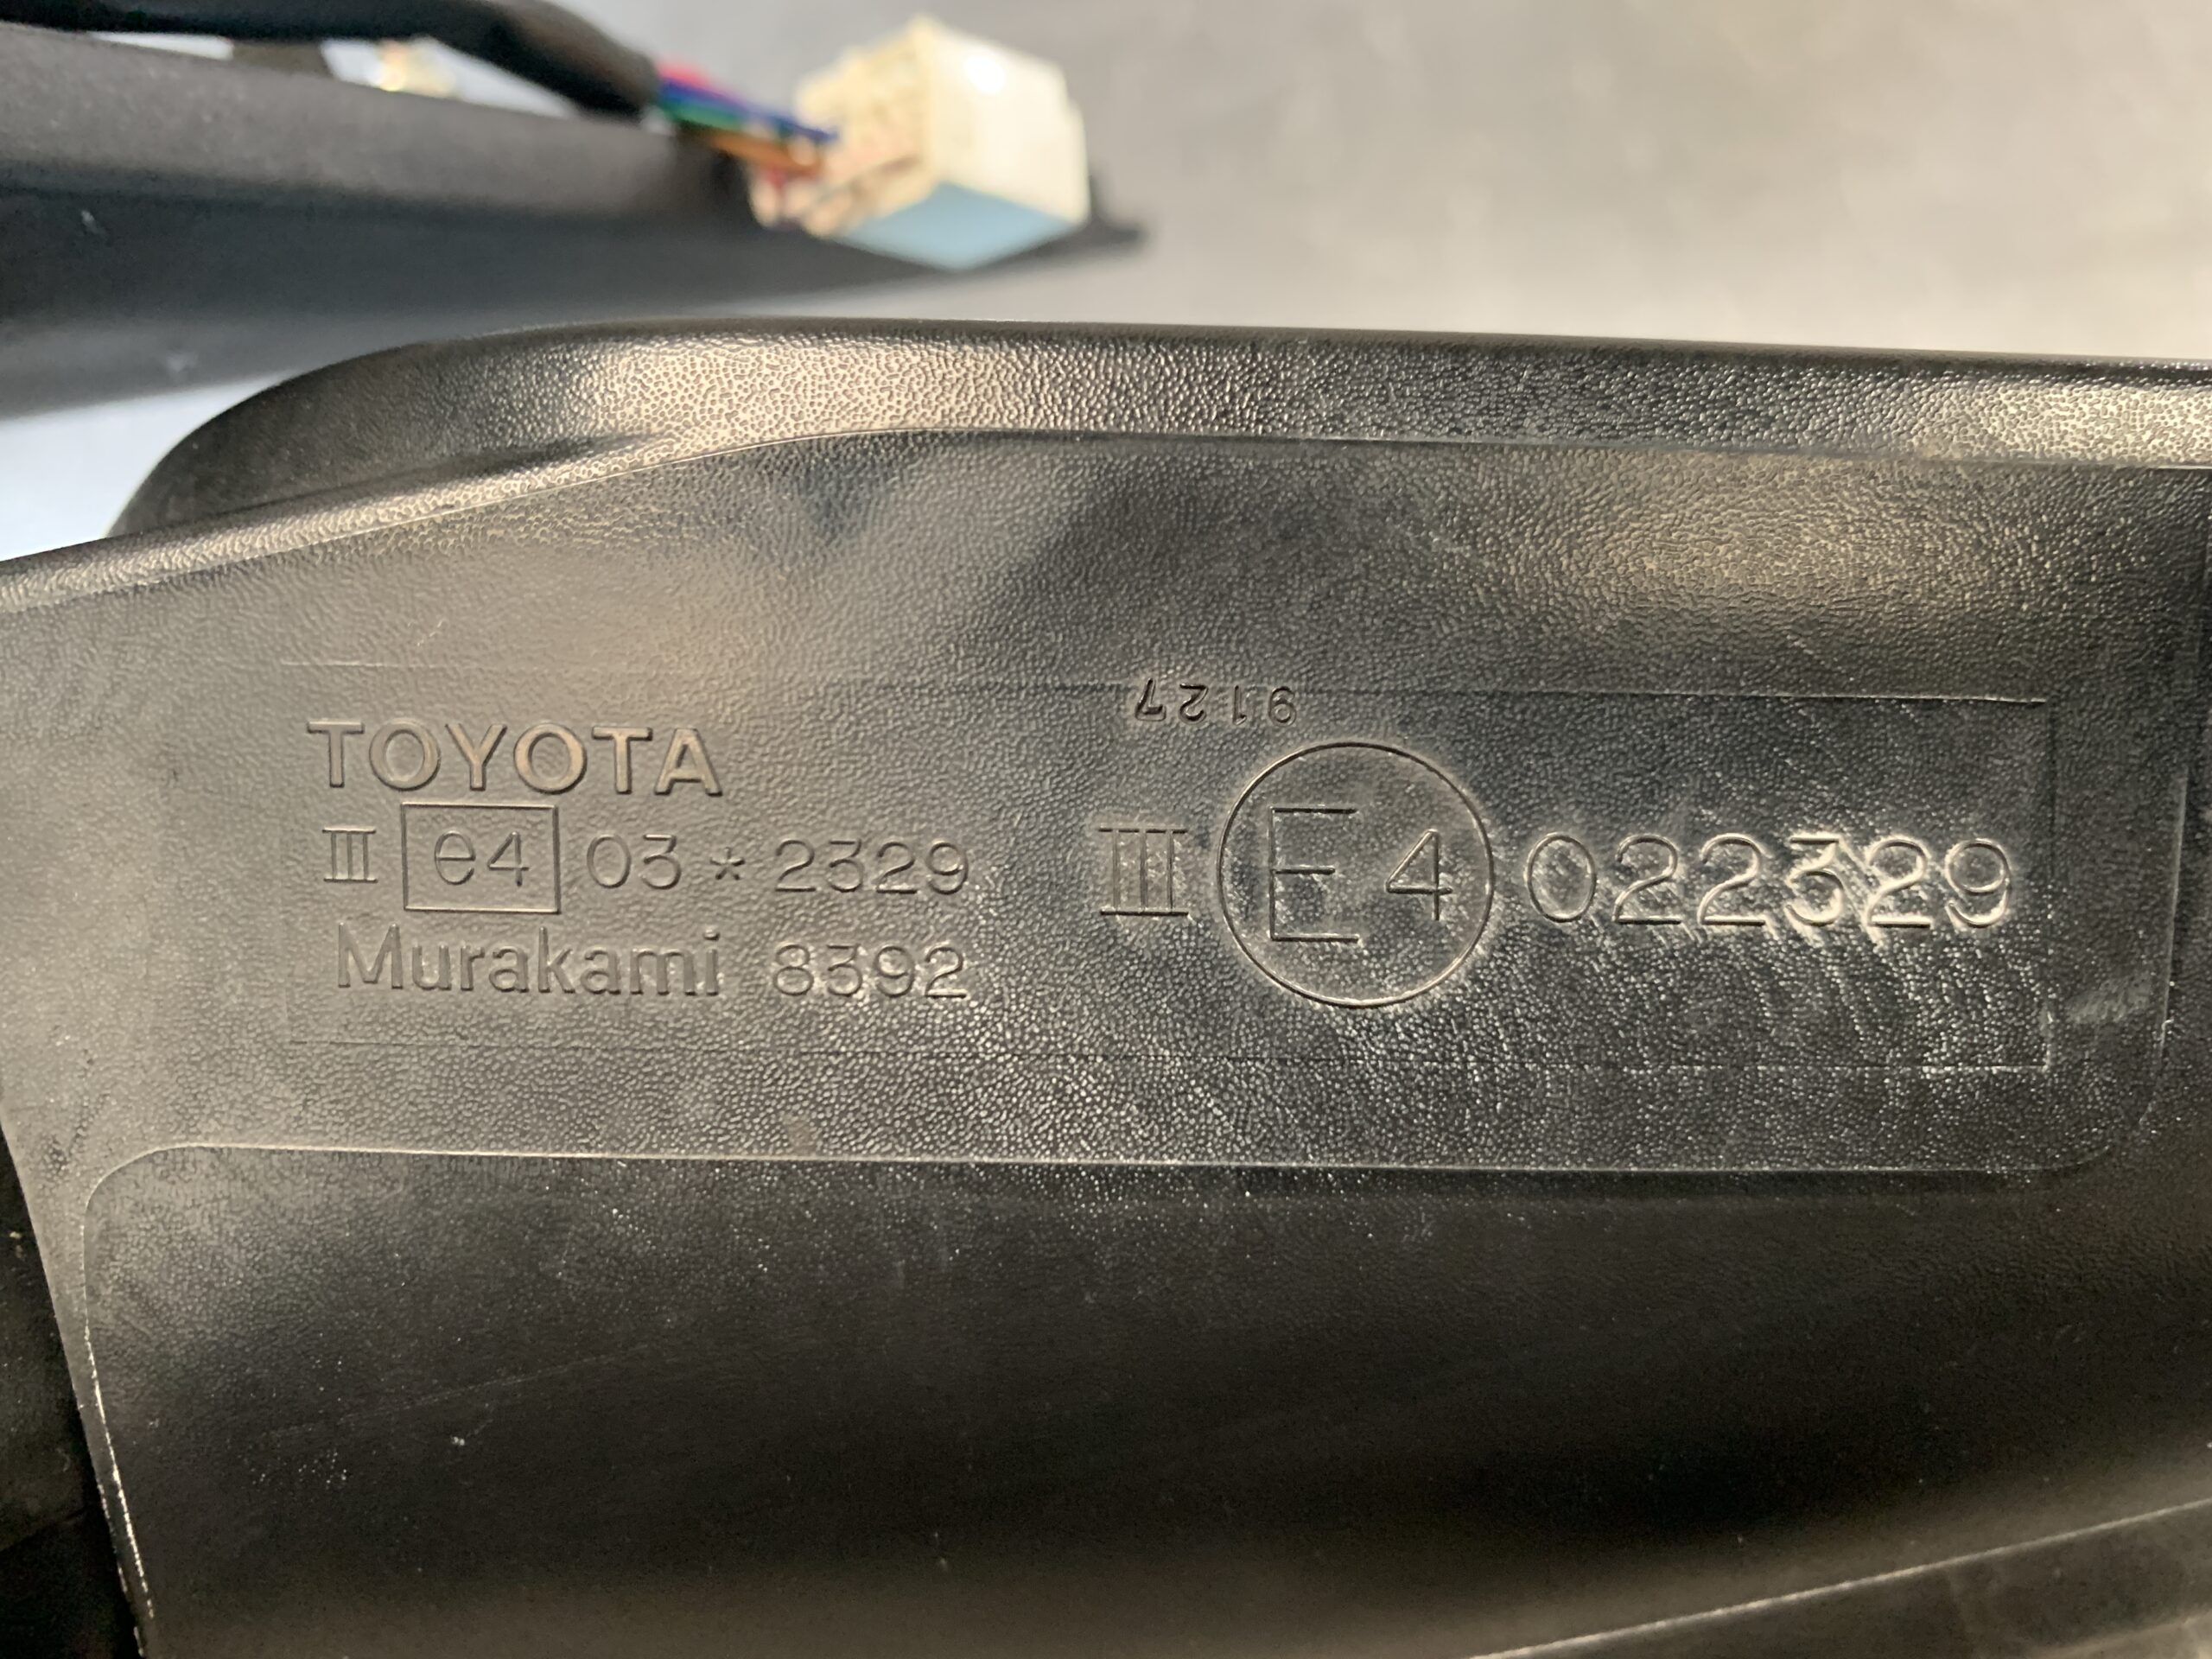 9127
TOYOTA
III e4 03*2329
Murakami 8392
III E4 022329